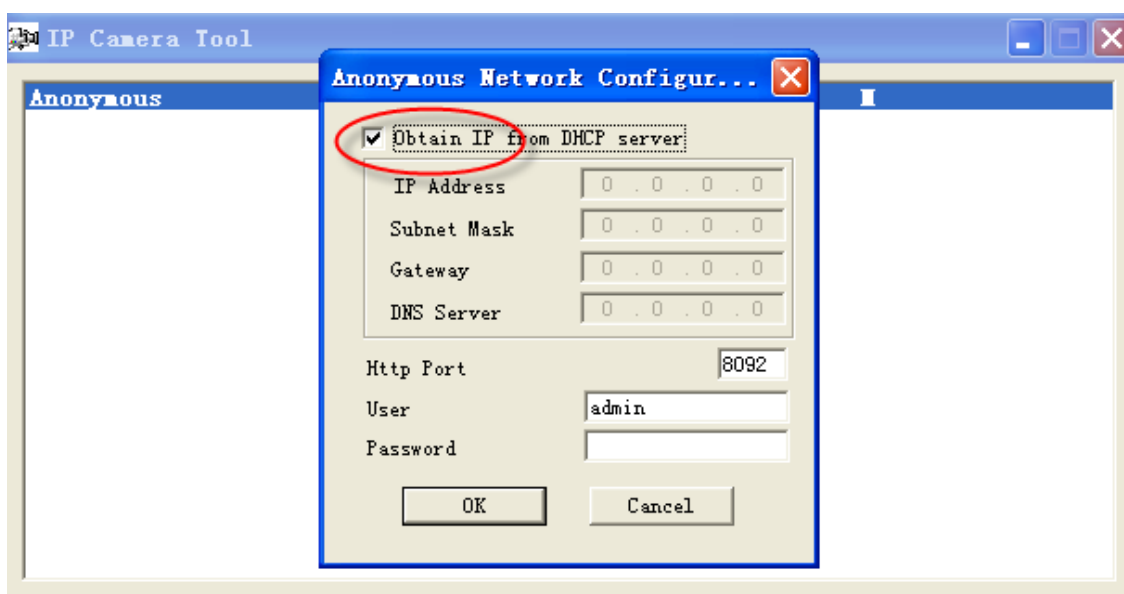 IP Camera Tool
Anonymous Network Configur...
Anonymous
Obtain IP from DHCP server
IP Address 0 . 0 . 0 . 0
Subnet Mask 0 . 0 . 0 . 0
Gateway 0 . 0 . 0 . 0
DNS Server 0 . 0 . 0 . 0
Http Port 8092
User admin
Password
OK Cancel